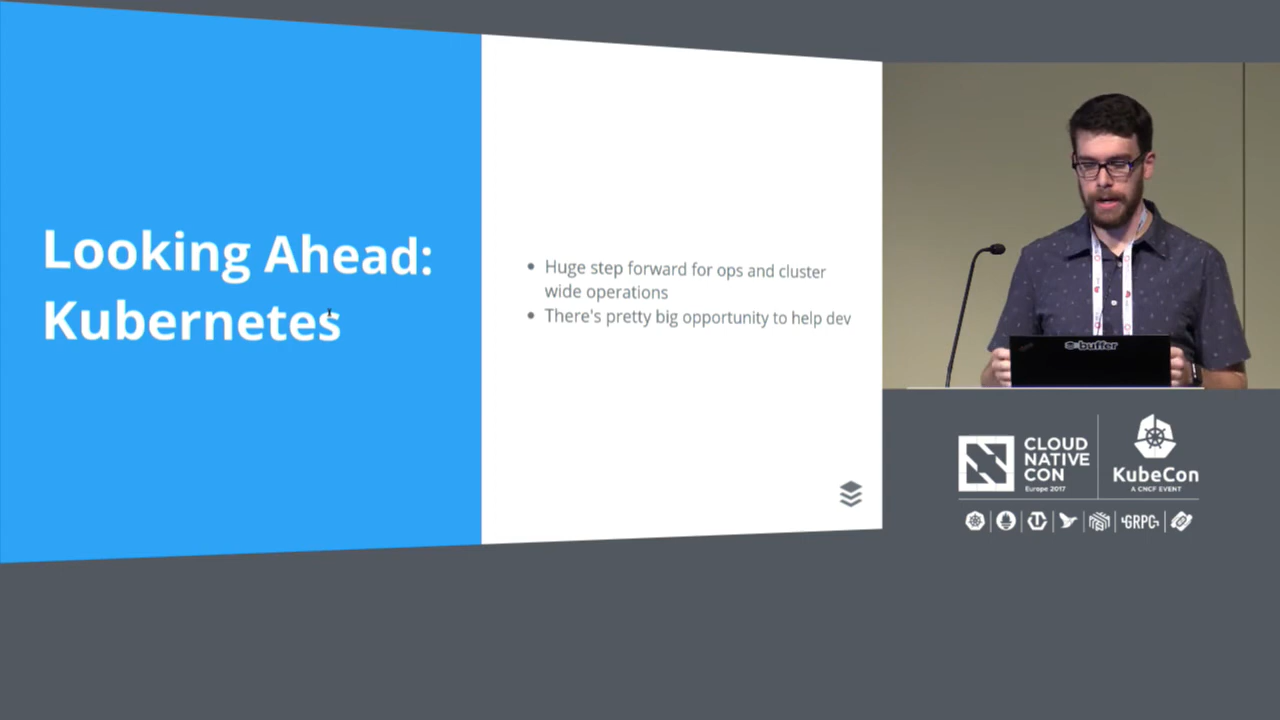 Looking Ahead:
Kubernetes
Huge step forward for ops and cluster
wide operations
There's pretty big opportunity to help dev
buffer
CLOUD
NATIVE
CON
Europe 2017
KubeCon
A CNCF EVENT
GRPC